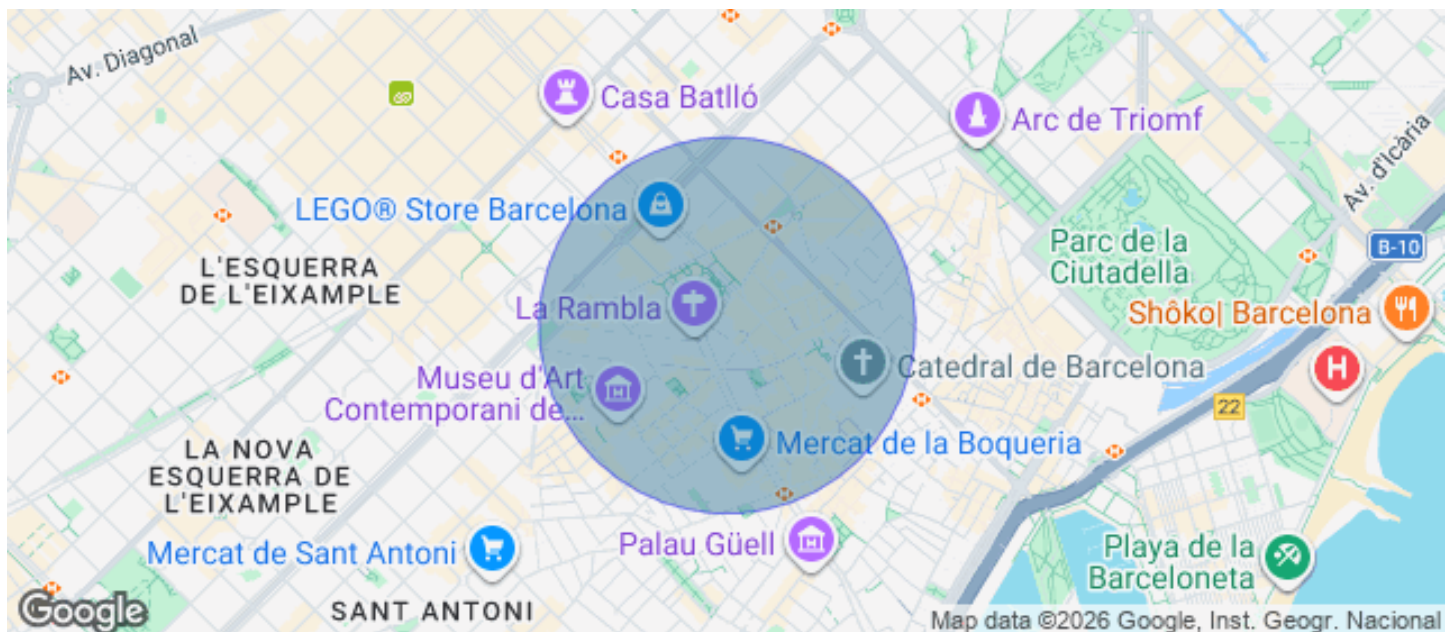 Av. Diagonal
Casa Batlló
Arc de Triomf
Av. d'Icària
LEGO® Store Barcelona
L'ESQUERRA
DE L'EIXAMPLE
Parc de la
Ciutadella
B-10
La Rambla
Shôko| Barcelona
Catedral de Barcelona
H
Museu d'Art
Contemporani de...
22
Mercat de la Boqueria
LA NOVA
ESQUERRA DE
L'EIXAMPLE
Mercat de Sant Antoni
Palau Güell
Playa de la
Barceloneta
SANT ANTONI
Google
Map data ©2026 Google, Inst. Geogr. Nacional